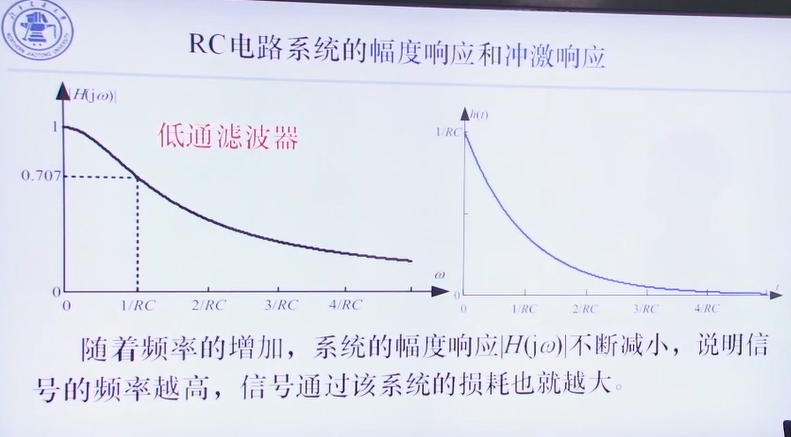 RC电路系统的幅度响应和冲激响应
|H(jω)|
低通滤波器
1
0.707
0
0 1/RC 2/RC 3/RC 4/RC
ω
h(t)
1/RC
0
0 1/RC 2/RC 3/RC 4/RC
t
随着频率的增加，系统的幅度响应|H(jω)|不断减小，说明信
号的频率越高，信号通过该系统的损耗也就越大。
NORTHERN JIAOTONG UNIVERSITY